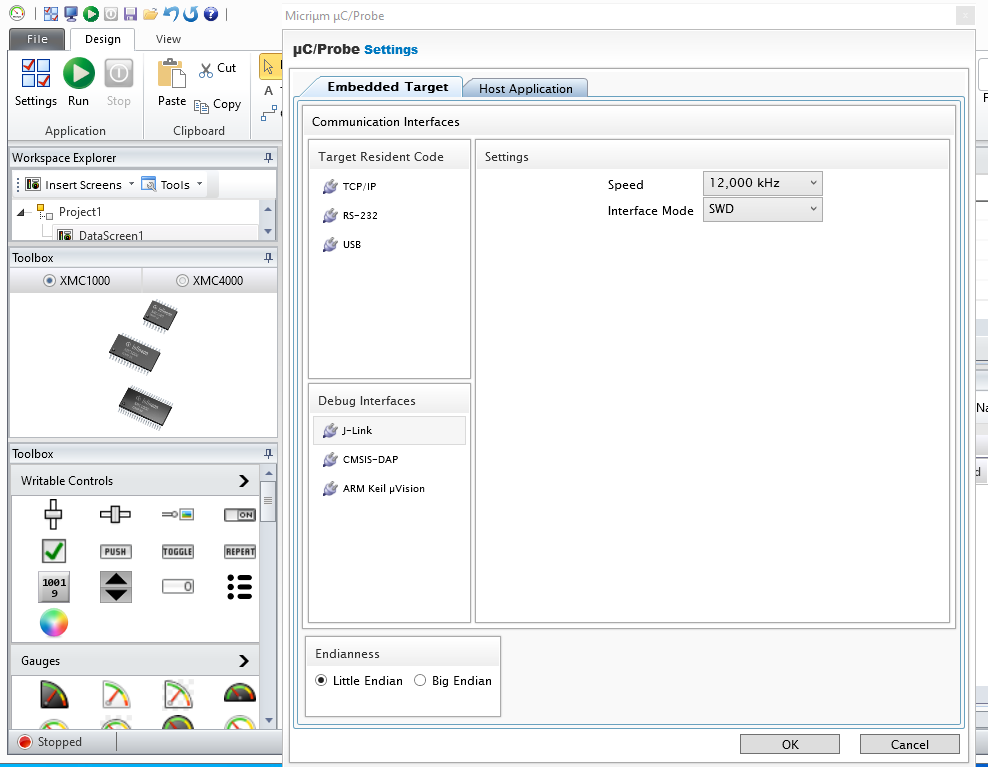 Micriµm µC/Probe
File
Design
View
µC/Probe Settings
Settings
Run
Stop
Paste
Cut
Copy
A
Application
Clipboard
Embedded Target
Host Application
Communication Interfaces
Workspace Explorer
Insert Screens
Tools
Project1
DataScreen1
Toolbox
XMC1000
XMC4000
Target Resident Code
TCP/IP
RS-232
USB
Settings
Speed
12,000 kHz
Interface Mode
SWD
Debug Interfaces
J-Link
CMSIS-DAP
ARM Keil µVision
Toolbox
Writable Controls
ON
PUSH
TOGGLE
REPEAT
1001
9
0
Gauges
Endianness
Little Endian
Big Endian
Stopped
OK
Cancel